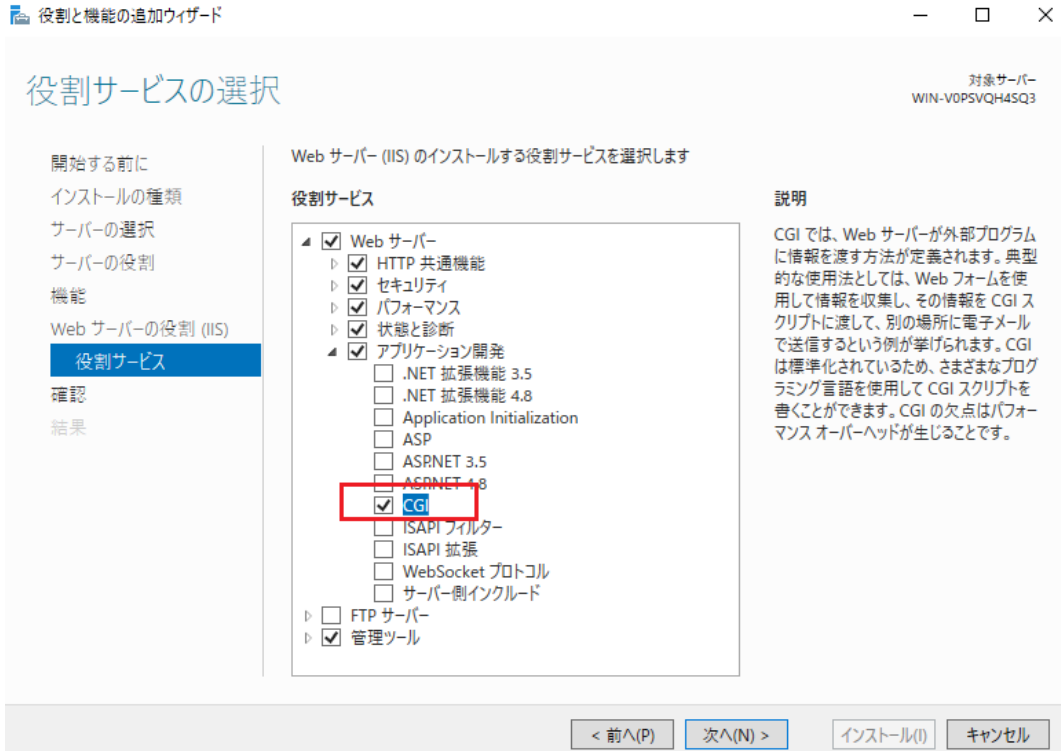 役割と機能の追加ウィザード
役割サービスの選択
対象サーバー
WIN-V0PSVQH4SQ3
開始する前に
インストールの種類
サーバーの選択
サーバーの役割
機能
Web サーバーの役割 (IIS)
役割サービス
確認
結果
Web サーバー (IIS) のインストールする役割サービスを選択します
役割サービス
Web サーバー
HTTP 共通機能
セキュリティ
パフォーマンス
状態と診断
アプリケーション開発
.NET 拡張機能 3.5
.NET 拡張機能 4.8
Application Initialization
ASP
ASP.NET 3.5
ASP.NET 4.8
CGI
ISAPI フィルター
ISAPI 拡張
WebSocket プロトコル
サーバー側インクルード
FTP サーバー
管理ツール
説明
CGI では、Web サーバーが外部プログラム
に情報を渡す方法が定義されます。典型
的な使用法としては、Web フォームを使
用して情報を収集し、その情報を CGI ス
クリプトに渡して、別の場所に電子メール
で送信するという例が挙げられます。CGI
は標準化されているため、さまざまなプログ
ラミング言語を使用して CGI スクリプトを
書くことができます。CGI の欠点はパフォー
マンス オーバーヘッドが生じることです。
< 前へ(P)
次へ(N) >
インストール(I)
キャンセル